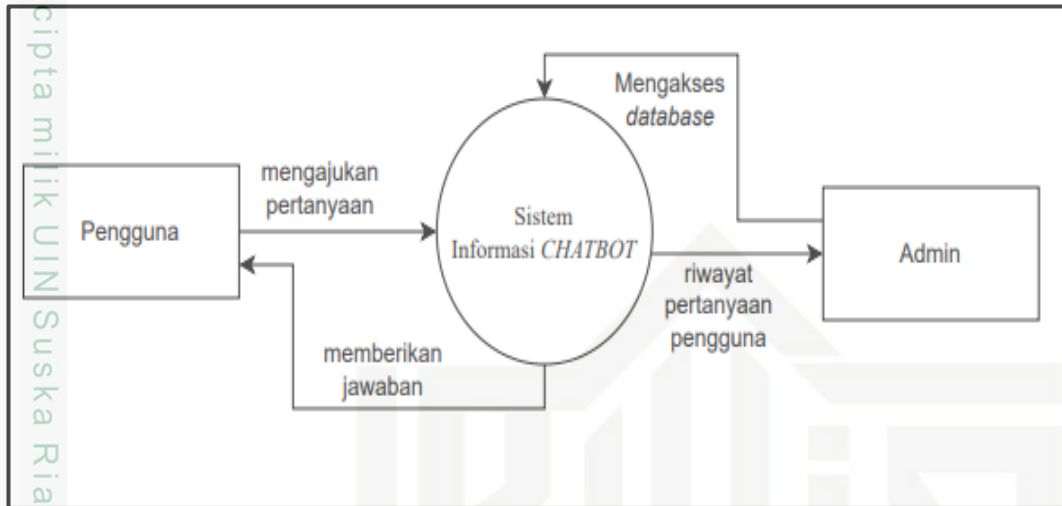 cipta milik UIN Suska Ria
Mengakses
database
mengajukan
pertanyaan
Pengguna
Sistem
Informasi CHATBOT
Admin
riwayat
pertanyaan
pengguna
memberikan
jawaban